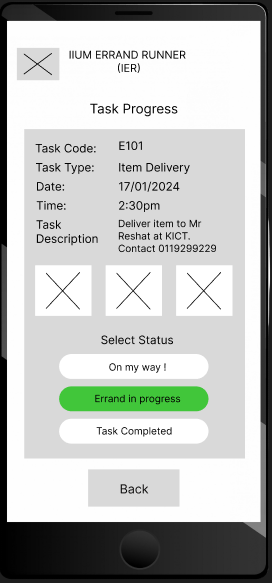 IIUM ERRAND RUNNER
(IER)
Task Progress
Task Code: E101
Task Type: Item Delivery
Date: 17/01/2024
Time: 2:30pm
Task Description
Deliver item to Mr
Reshat at KICT.
Contact 0119299229
Select Status
On my way !
Errand in progress
Task Completed
Back